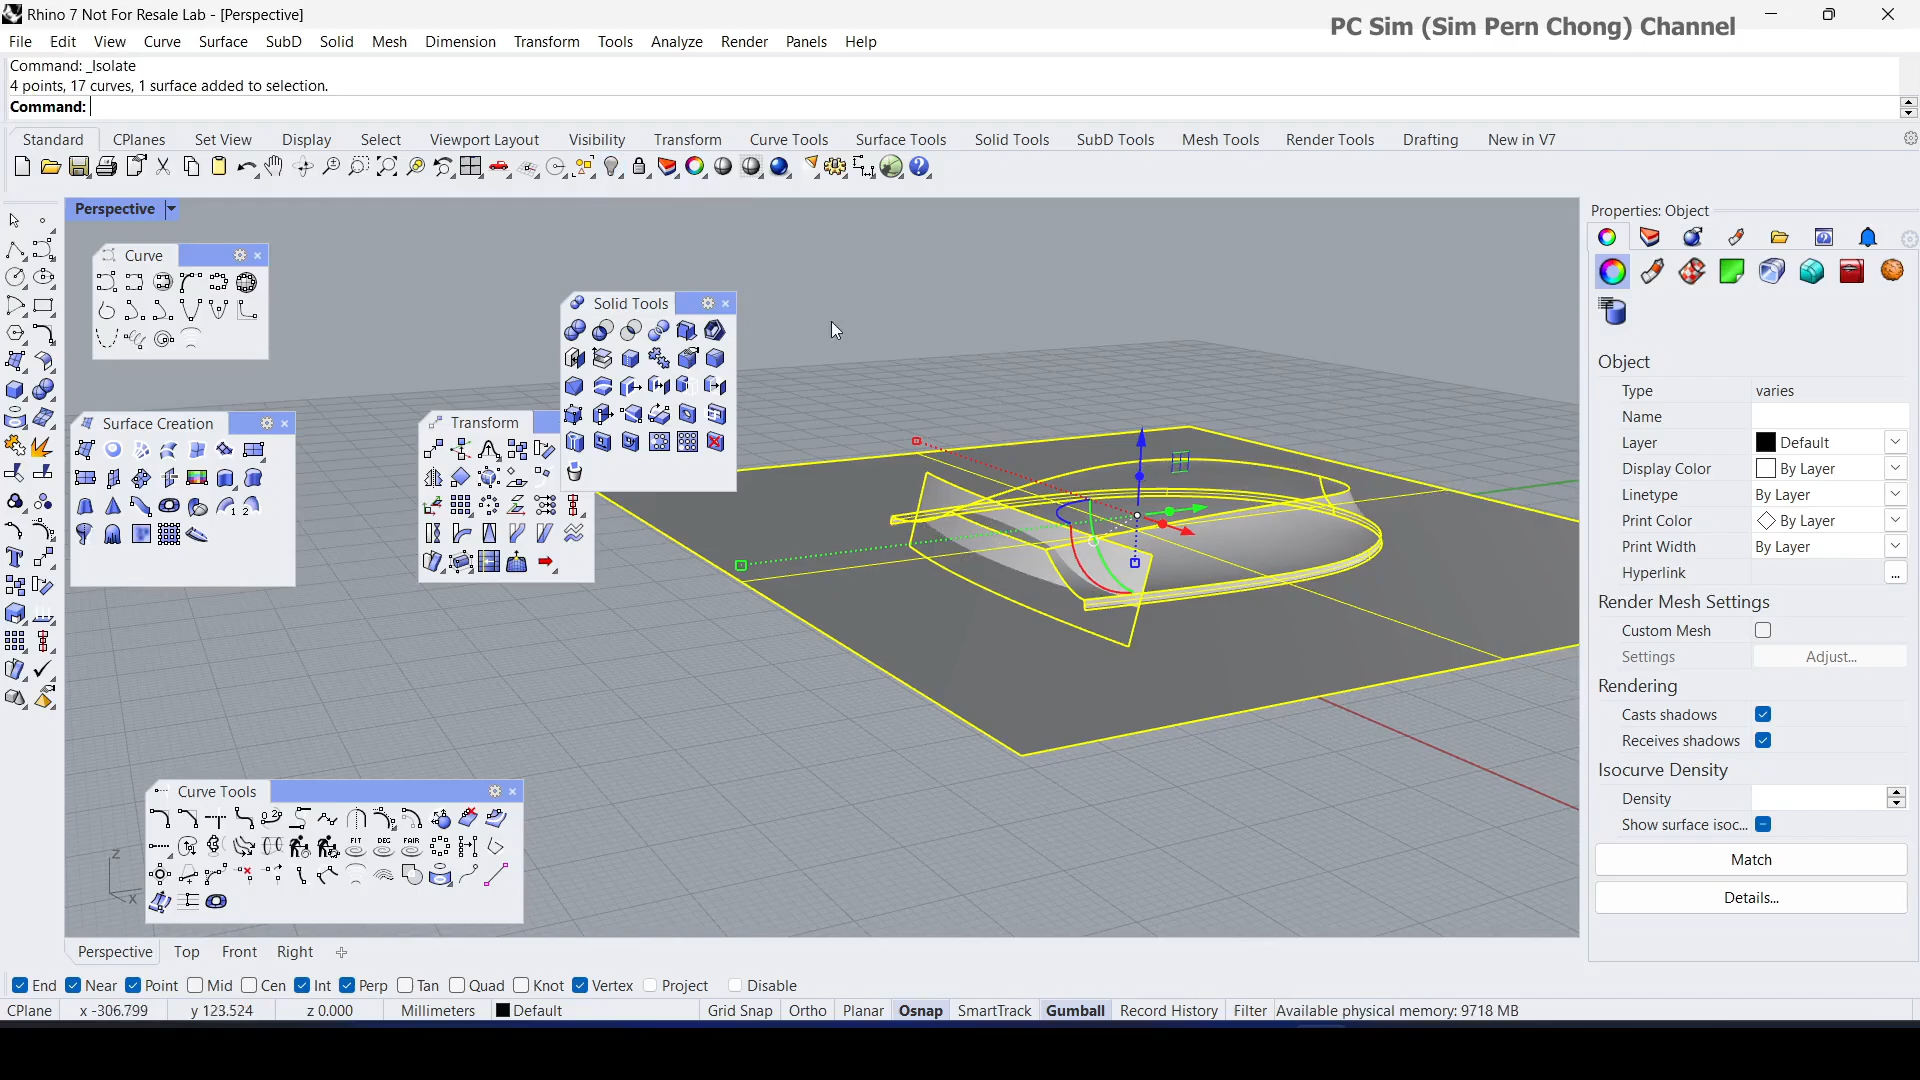 Rhino 7 Not For Resale Lab - [Perspective]
PC Sim (Sim Pern Chong) Channel
File Edit View Curve Surface SubD Solid Mesh Dimension Transform Tools Analyze Render Panels Help
Command: _Isolate
4 points, 17 curves, 1 surface added to selection.
Command:
Standard CPlanes Set View Display Select Viewport Layout Visibility Transform Curve Tools Surface Tools Solid Tools SubD Tools Mesh Tools Render Tools Drafting New in V7
Perspective
Properties: Object
Curve
Solid Tools
Surface Creation
Transform
Object
Type varies
Name
Layer Default
Display Color By Layer
Linetype By Layer
Print Color By Layer
Print Width By Layer
Hyperlink ...
Render Mesh Settings
Custom Mesh
Settings Adjust...
Rendering
Casts shadows
Receives shadows
Isocurve Density
Density
Show surface isoc...
Match
Details...
Curve Tools
FIT DEG FAIR
z
x
Perspective Top Front Right
End Near Point Mid Cen Int Perp Tan Quad Knot Vertex Project Disable
CPlane x -306.799 y 123.524 z 0.000 Millimeters Default Grid Snap Ortho Planar Osnap SmartTrack Gumball Record History Filter Available physical memory: 9718 MB